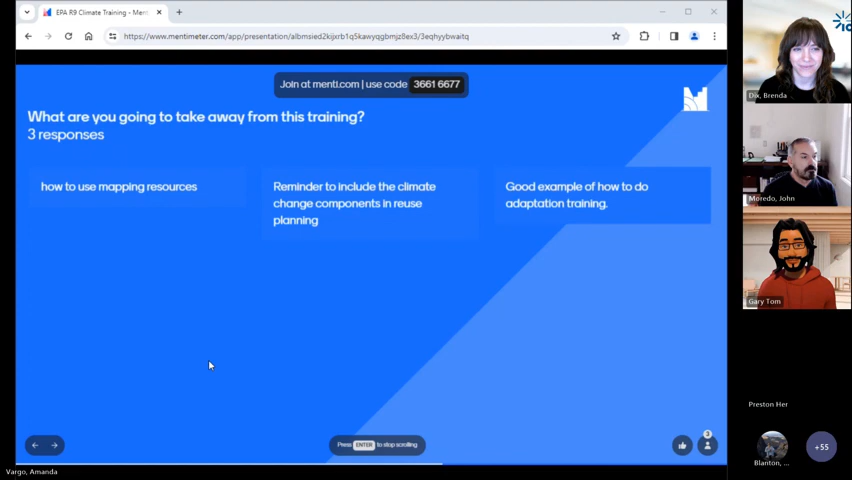 EPA R9 Climate Training - Men
https://www.mentimeter.com/app/presentation/albmsied2kijxrb1q5kawyqgbmjz8ex3/3eqhyybwaitq
Join at menti.com | use code 3661 6677
What are you going to take away from this training?
3 responses
how to use mapping resources
Reminder to include the climate
change components in reuse
planning
Good example of how to do
adaptation training.
Press ENTER to stop scrolling
3
Vargo, Amanda
Dix, Brenda
Moredo, John
Gary Tom
Preston Her
Blanton, ...
+55